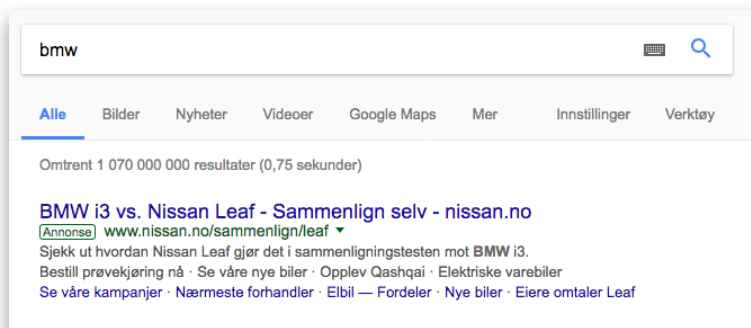 bmw
Alle Bilder Nyheter Videoer Google Maps Mer Innstillinger Verktøy
Omtrent 1 070 000 000 resultater (0,75 sekunder)
BMW i3 vs. Nissan Leaf - Sammenlign selv - nissan.no
Annonse www.nissan.no/sammenlign/leaf
Sjekk ut hvordan Nissan Leaf gjør det i sammenligningstesten mot BMW i3.
Bestill prøvekjøring nå · Se våre nye biler · Opplev Qashqai · Elektriske varebiler
Se våre kampanjer · Nærmeste forhandler · Elbil — Fordeler · Nye biler · Eiere omtaler Leaf